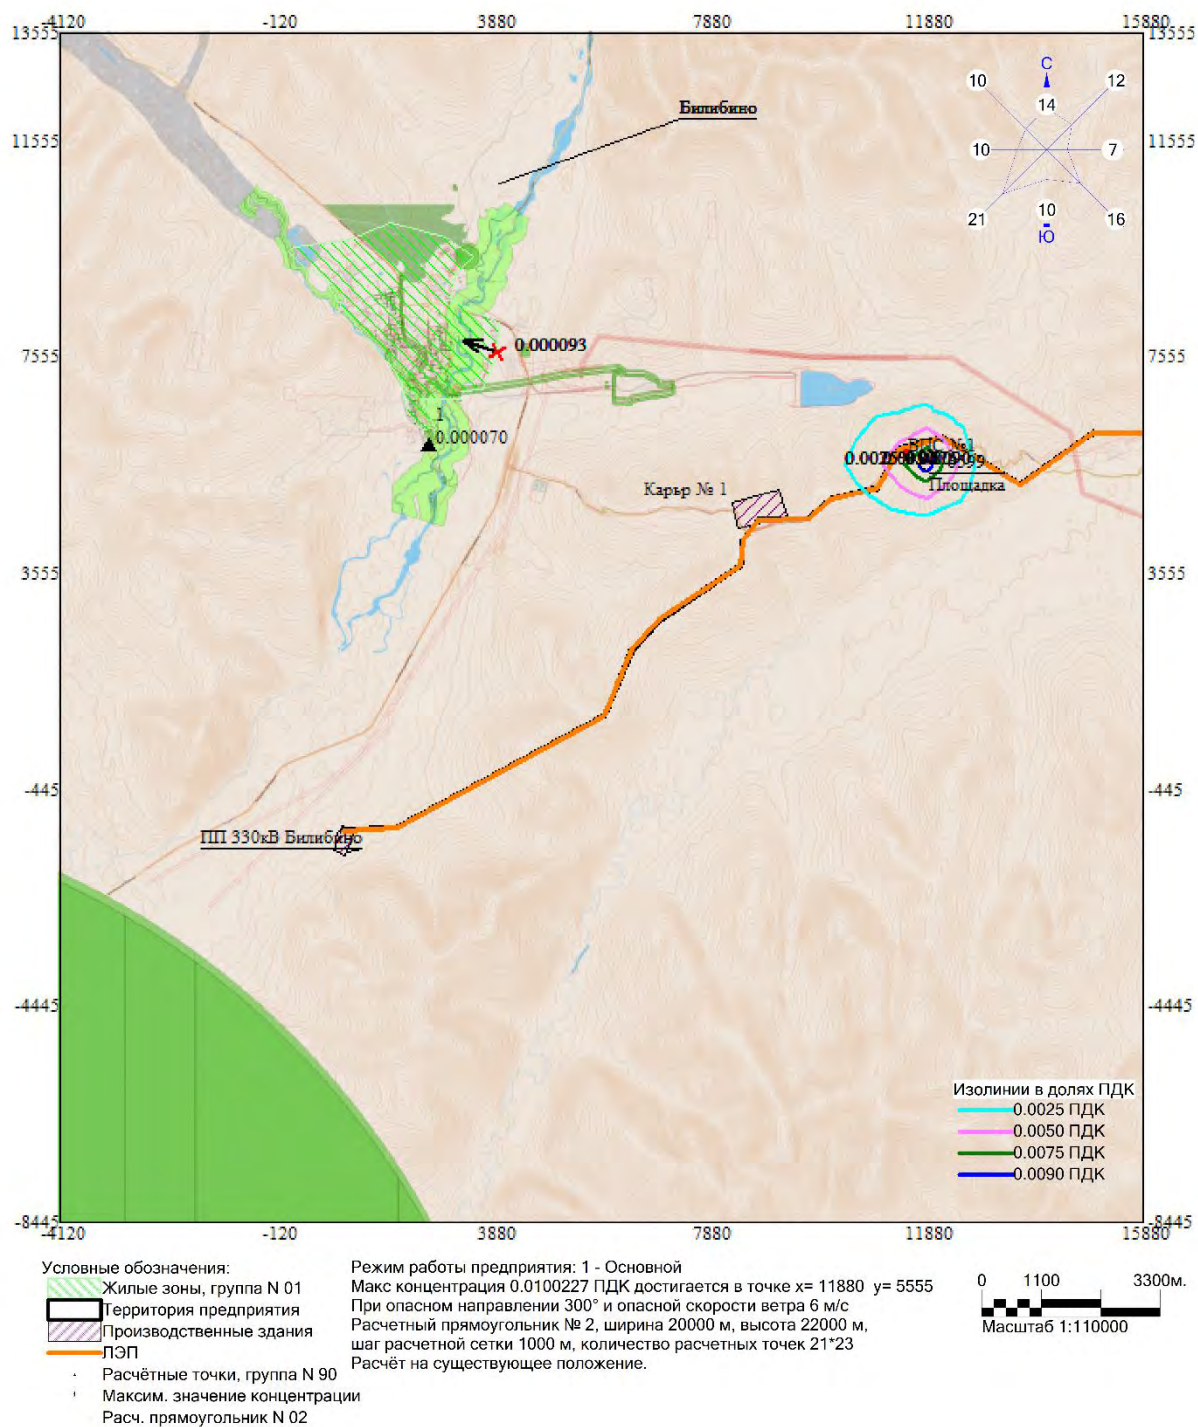 -4120 -120 3880 7880 11880 15880
13555 13555
С
10 12
14
Билибино
11555 11555
10 7
21 10 16
Ю
7555 0.000093 7555
1
0.000070
0.0025
Площадка
Карьр № 1
3555 3555
-445 -445
ПП 330кВ Билибино
-4445 -4445
Изолинии в долях ПДК
0.0025 ПДК
0.0050 ПДК
0.0075 ПДК
0.0090 ПДК
-8445 -8445
-4120 -120 3880 7880 11880 15880
Условные обозначения:
Жилые зоны, группа N 01
Территория предприятия
Производственные здания
ЛЭП
Расчётные точки, группа N 90
Максим. значение концентрации
Расч. прямоугольник N 02
Режим работы предприятия: 1 - Основной
Макс концентрация 0.0100227 ПДК достигается в точке x= 11880 y= 5555
При опасном направлении 300° и опасной скорости ветра 6 м/с
Расчетный прямоугольник № 2, ширина 20000 м, высота 22000 м,
шаг расчетной сетки 1000 м, количество расчетных точек 21*23
Расчёт на существующее положение.
0 1100 3300м.
Масштаб 1:110000